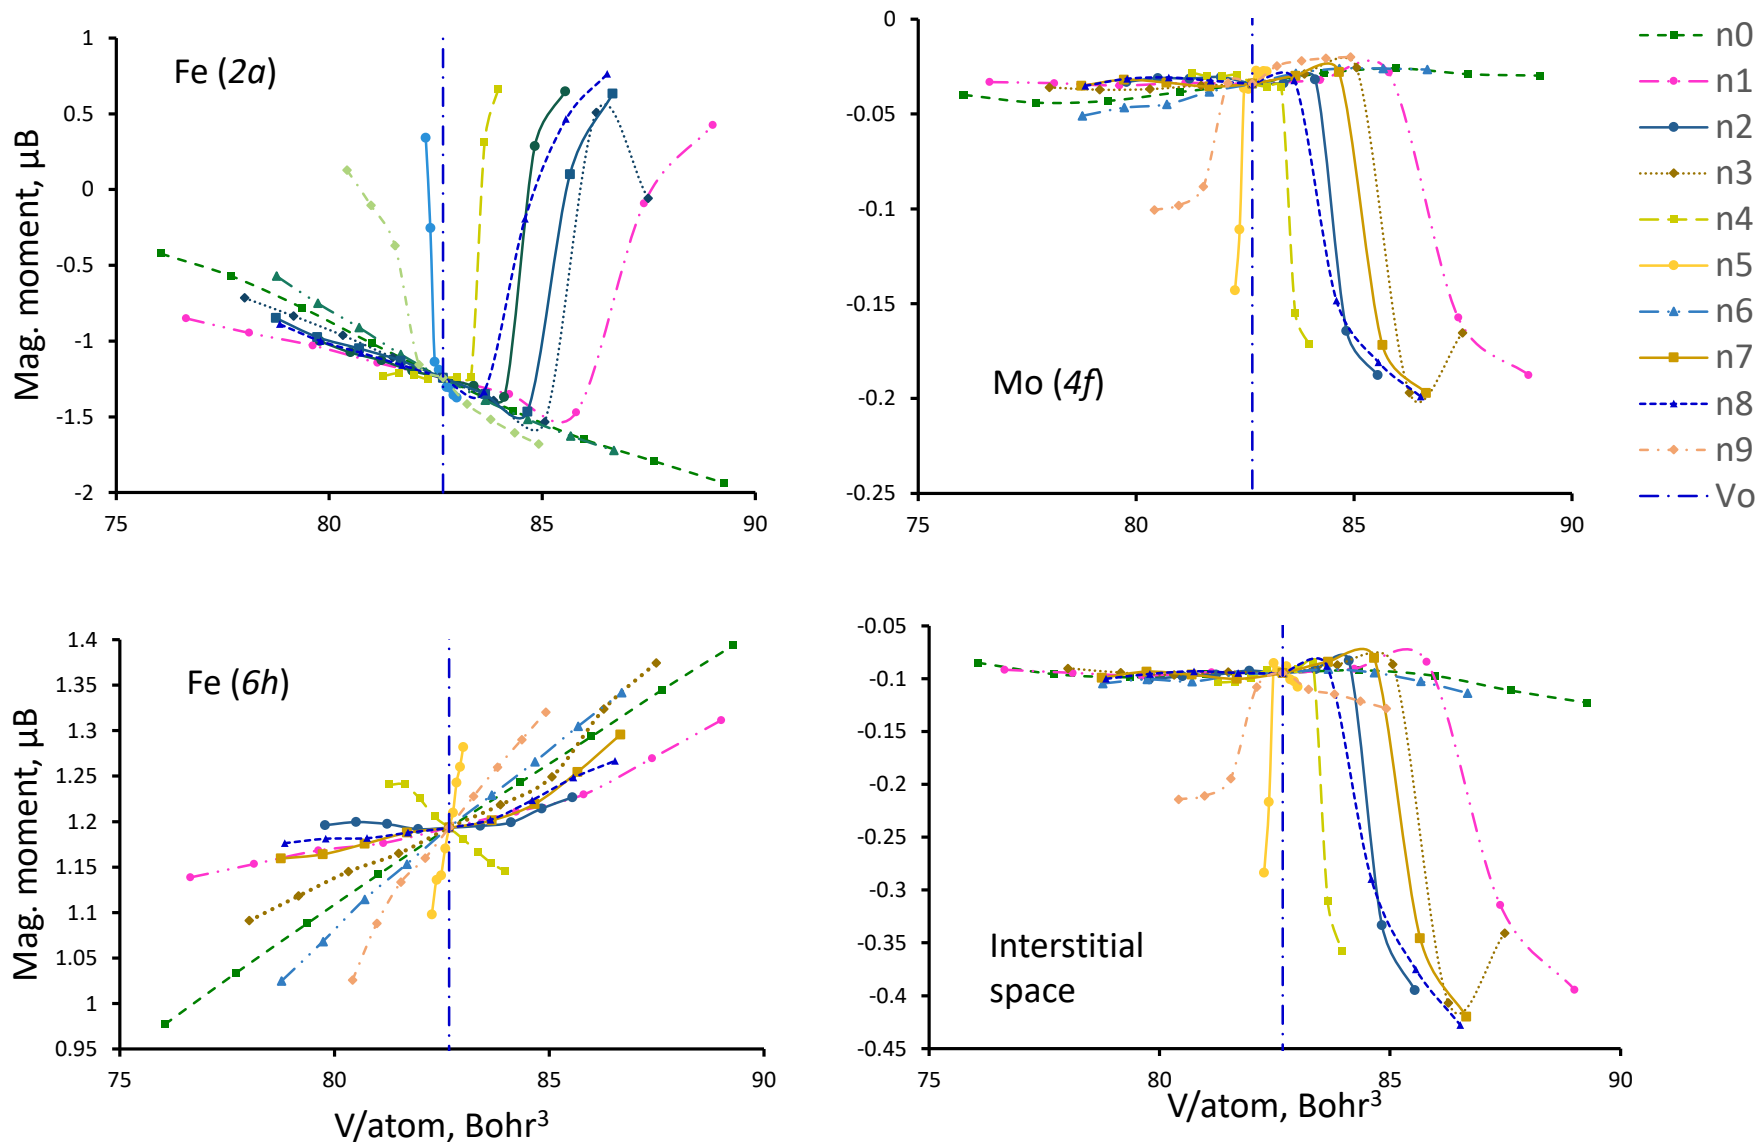 Fe (2a)
Mag. moment, µB
1
0.5
0
-0.5
-1
-1.5
-2
75
80
85
90
Mo (4f)
0
-0.05
-0.1
-0.15
-0.2
-0.25
75
80
85
90
n0
n1
n2
n3
n4
n5
n6
n7
n8
n9
Vo
Fe (6h)
Mag. moment, µB
1.4
1.35
1.3
1.25
1.2
1.15
1.1
1.05
1
0.95
75
80
85
90
V/atom, Bohr³
Interstitial
space
-0.05
-0.1
-0.15
-0.2
-0.25
-0.3
-0.35
-0.4
-0.45
75
80
85
90
V/atom, Bohr³